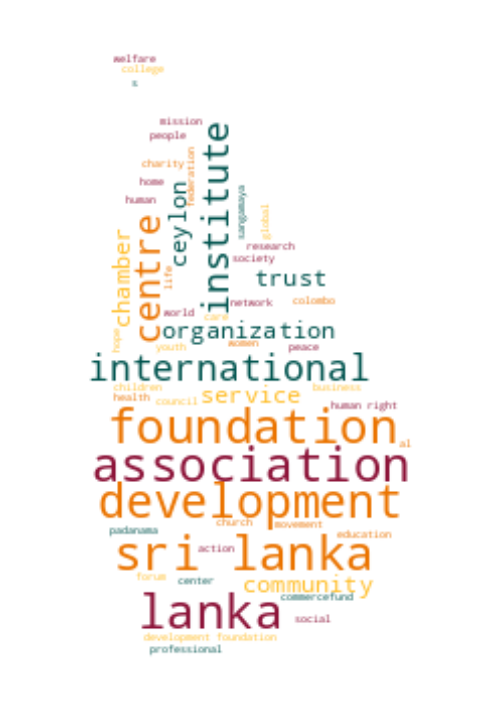 welfare
college
s
mission
people
institute
charity
federation
home
ceylon
human
sangamaya
global
centre
chamber
research
society
life
trust
network
colombo
world
care
organization
hope
youth
women
peace
international
children
business
health
council
service
human right
foundation
al
association
development
church
movement
padanama
education
sri lanka
action
forum
center
community
commercefund
lanka
social
development foundation
professional